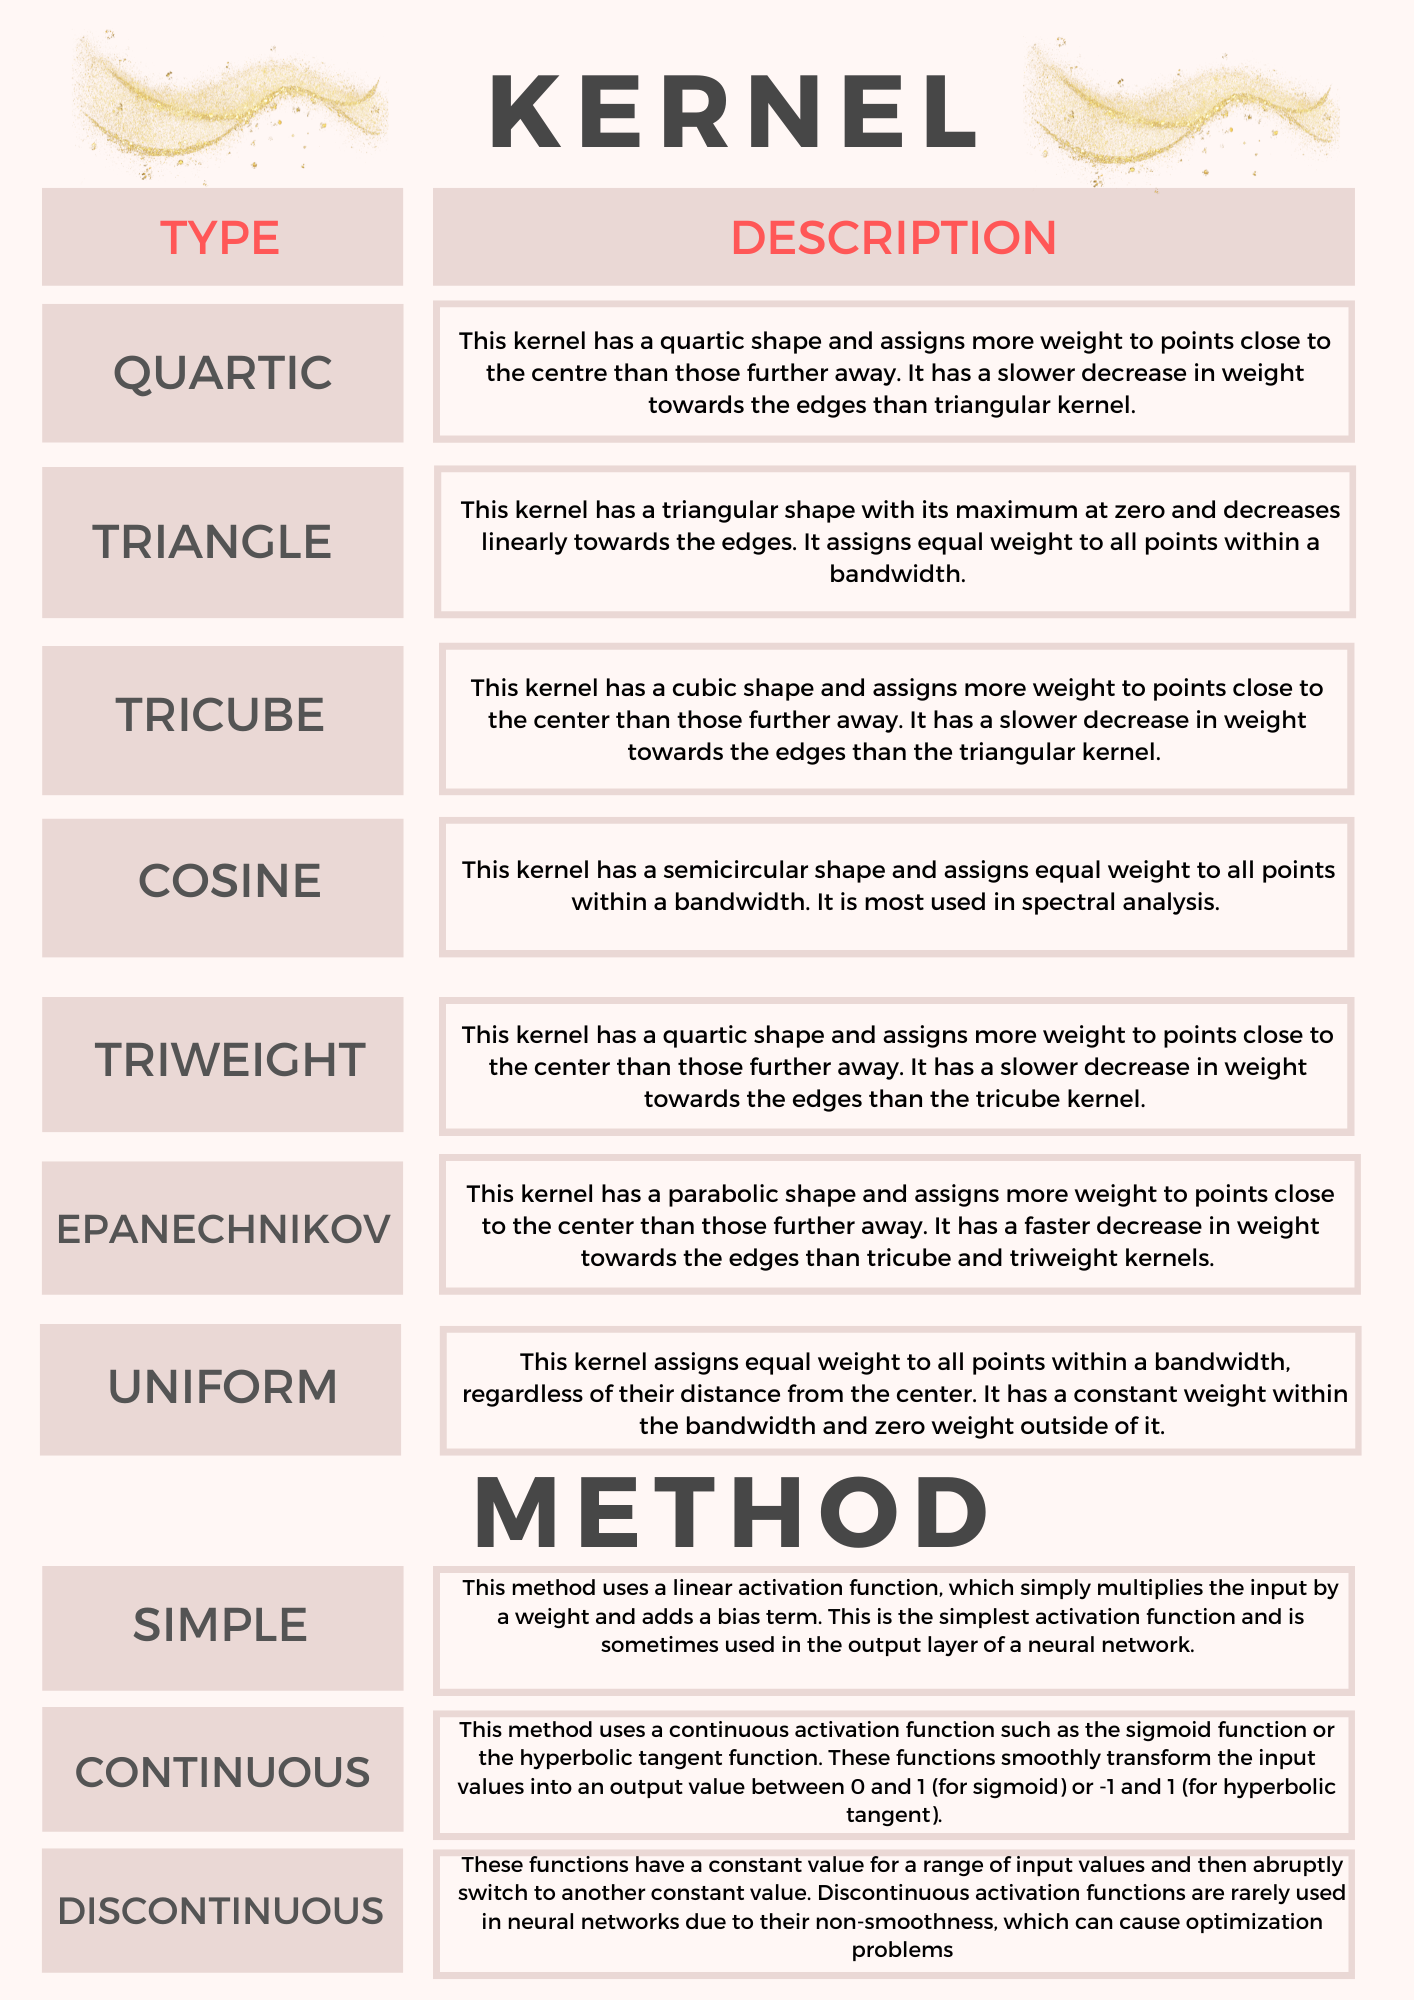 KERNEL
TYPE
DESCRIPTION
QUARTIC
This kernel has a quartic shape and assigns more weight to points close to
the centre than those further away. It has a slower decrease in weight
towards the edges than triangular kernel.
TRIANGLE
This kernel has a triangular shape with its maximum at zero and decreases
linearly towards the edges. It assigns equal weight to all points within a
bandwidth.
TRICUBE
This kernel has a cubic shape and assigns more weight to points close to
the center than those further away. It has a slower decrease in weight
towards the edges than the triangular kernel.
COSINE
This kernel has a semicircular shape and assigns equal weight to all points
within a bandwidth. It is most used in spectral analysis.
TRIWEIGHT
This kernel has a quartic shape and assigns more weight to points close to
the center than those further away. It has a slower decrease in weight
towards the edges than the tricube kernel.
EPANECHNIKOV
This kernel has a parabolic shape and assigns more weight to points close
to the center than those further away. It has a faster decrease in weight
towards the edges than tricube and triweight kernels.
UNIFORM
This kernel assigns equal weight to all points within a bandwidth,
regardless of their distance from the center. It has a constant weight within
the bandwidth and zero weight outside of it.
METHOD
SIMPLE
This method uses a linear activation function, which simply multiplies the input by
a weight and adds a bias term. This is the simplest activation function and is
sometimes used in the output layer of a neural network.
CONTINUOUS
This method uses a continuous activation function such as the sigmoid function or
the hyperbolic tangent function. These functions smoothly transform the input
values into an output value between 0 and 1 (for sigmoid) or -1 and 1 (for hyperbolic
tangent).
DISCONTINUOUS
These functions have a constant value for a range of input values and then abruptly
switch to another constant value. Discontinuous activation functions are rarely used
in neural networks due to their non-smoothness, which can cause optimization
problems